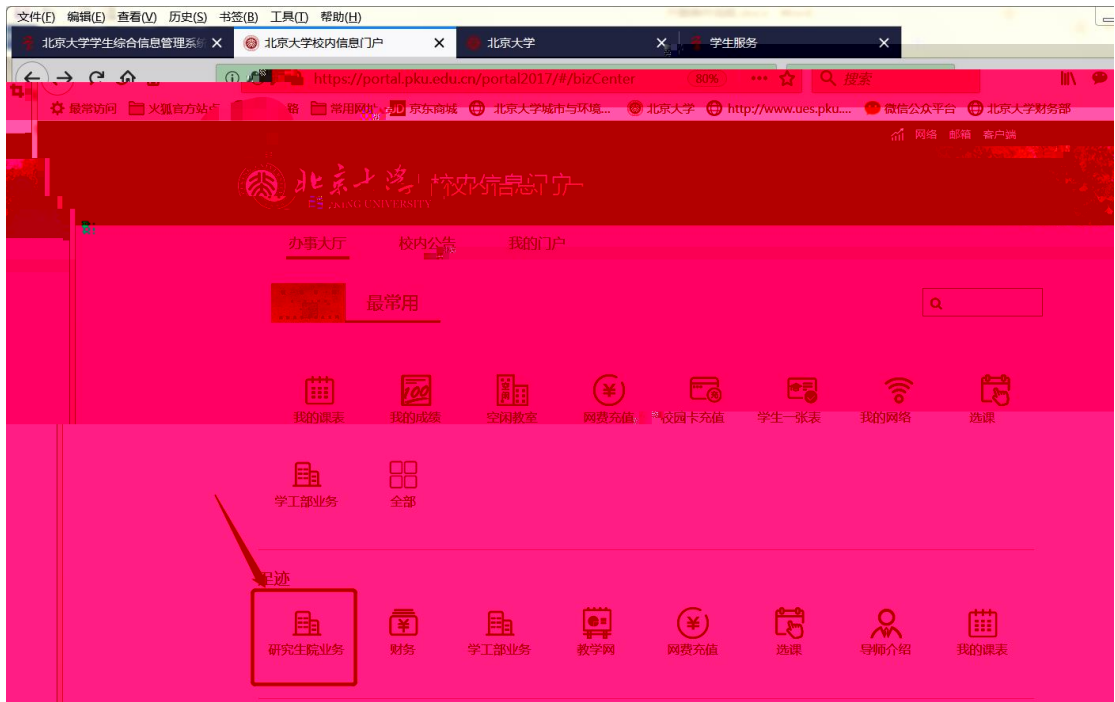 文件(F) 编辑(E) 查看(V) 历史(S) 书签(B) 工具(T) 帮助(H)
北京大学学生综合信息管理系统 北京大学校内信息门户 北京大学 学生服务
https://portal.pku.edu.cn/portal2017/#/bizCenter 80% 搜索
最常访问 火狐官方站点 常用网址 JD 京东商城 北京大学城市与环境... 北京大学 http://www.ues.pku.... 微信公众平台 北京大学财务部
网络 邮箱 客户端
北京大学 校内信息门户
PEKING UNIVERSITY
办事大厅 校内公告 我的门户
最常用
我的课表 我的成绩 空闲教室 网费充值 校园卡充值 学生一张表 我的网络 选课
学工部业务 全部
足迹
研究生院业务 财务 学工部业务 教学网 网费充值 选课 导师介绍 我的课表